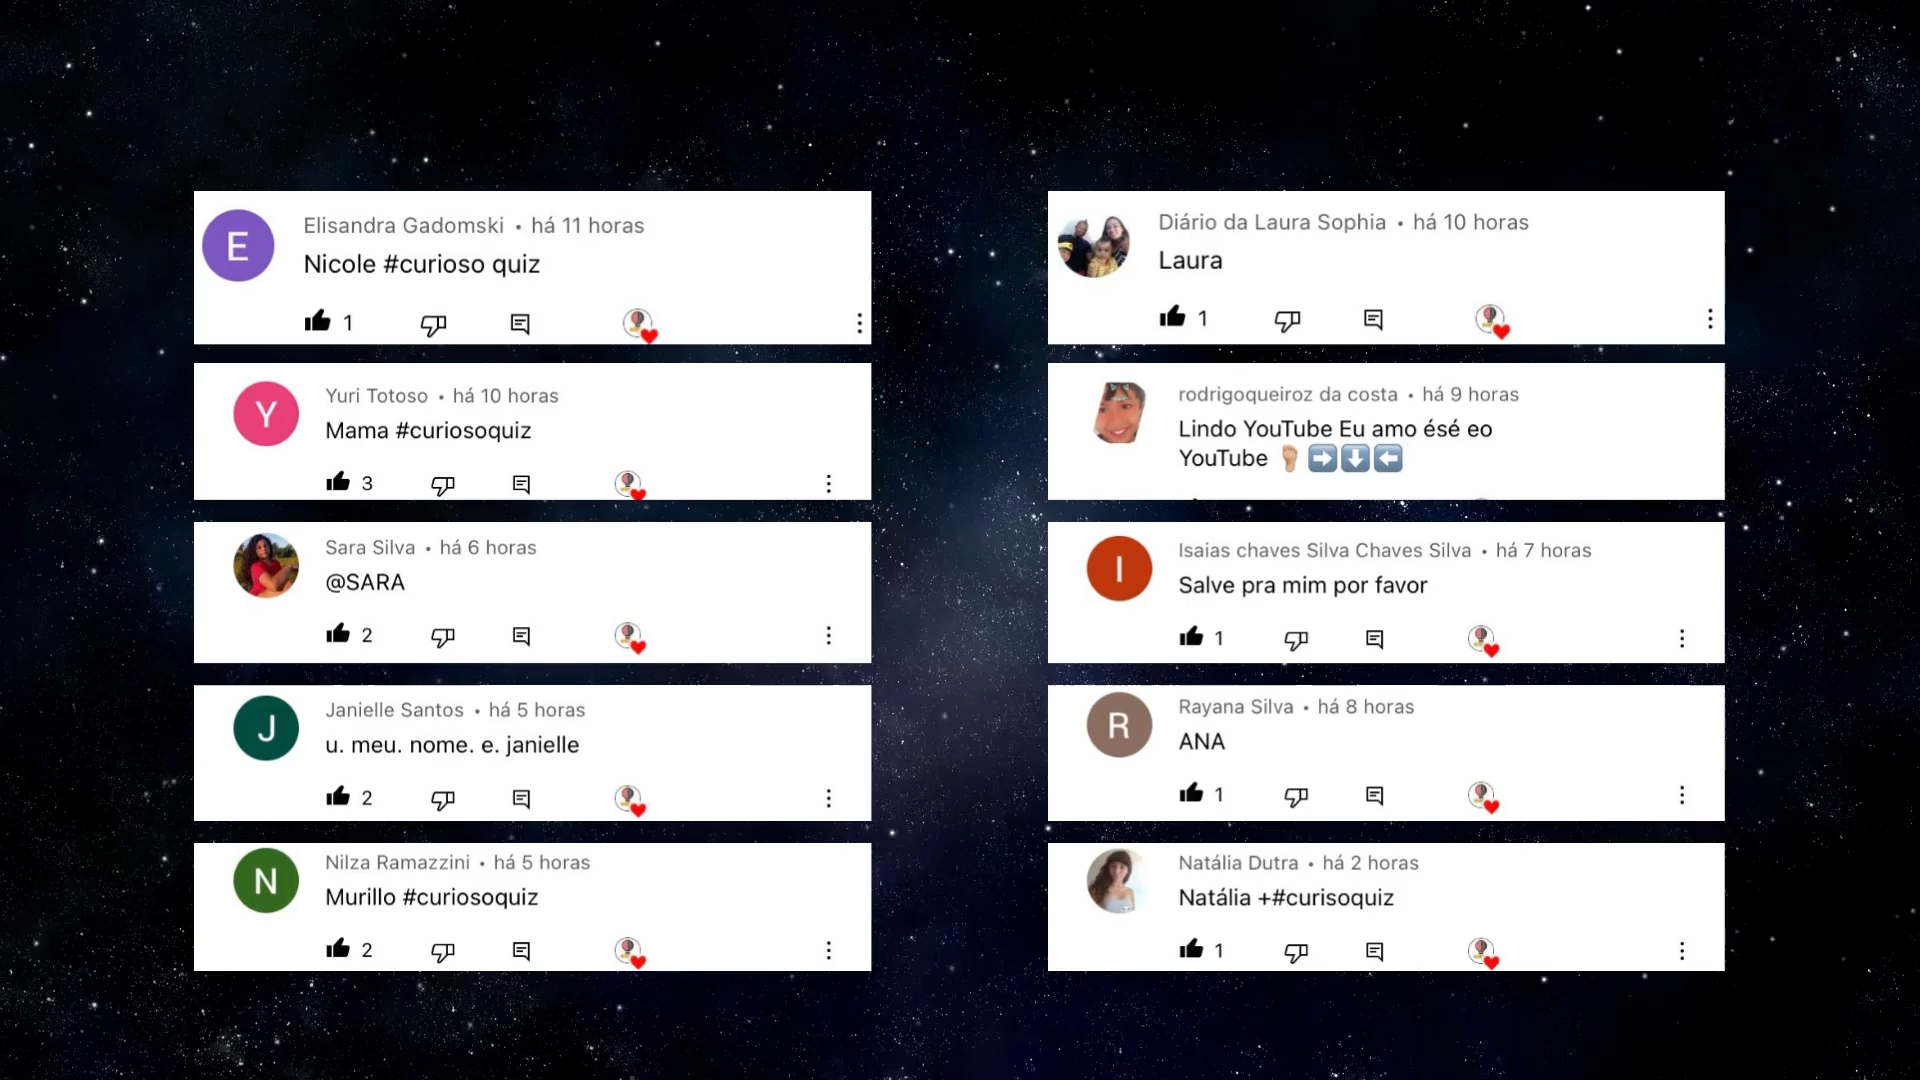 E
Elisandra Gadomski • há 11 horas
Nicole #curioso quiz
1
Y
Yuri Totoso • há 10 horas
Mama #curiosoquiz
3
Sara Silva • há 6 horas
@SARA
2
J
Janielle Santos • há 5 horas
u. meu. nome. e. janielle
2
N
Nilza Ramazzini • há 5 horas
Murillo #curiosoquiz
2
Diário da Laura Sophia • há 10 horas
Laura
1
rodrigoqueiroz da costa • há 9 horas
Lindo YouTube Eu amo ésé eo
YouTube 🦶🏼➡️⬇️⬅️
I
Isaias chaves Silva Chaves Silva • há 7 horas
Salve pra mim por favor
1
R
Rayana Silva • há 8 horas
ANA
1
Natália Dutra • há 2 horas
Natália +#curisoquiz
1